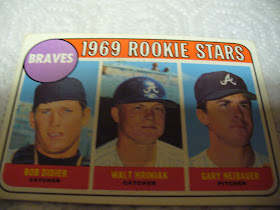 1969 ROOKIE STARS
BRAVES
BOB DIDIER
CATCHER
WALT HRINIAK
CATCHER
GARY NEIBAUER
PITCHER